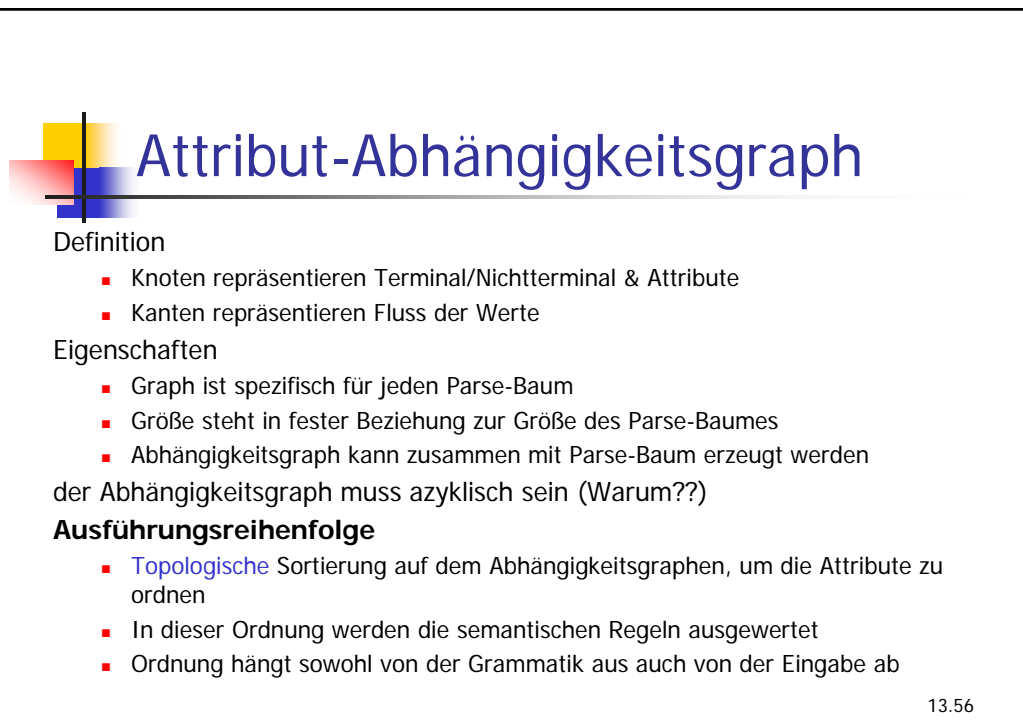 Attribut-Abhängigkeitsgraph
Definition
Knoten repräsentieren Terminal/Nichtterminal & Attribute
Kanten repräsentieren Fluss der Werte
Eigenschaften
Graph ist spezifisch für jeden Parse-Baum
Größe steht in fester Beziehung zur Größe des Parse-Baumes
Abhängigkeitsgraph kann zusammen mit Parse-Baum erzeugt werden
der Abhängigkeitsgraph muss azyklisch sein (Warum??)
Ausführungsreihenfolge
Topologische Sortierung auf dem Abhängigkeitsgraphen, um die Attribute zu
ordnen
In dieser Ordnung werden die semantischen Regeln ausgewertet
Ordnung hängt sowohl von der Grammatik aus auch von der Eingabe ab
13.56